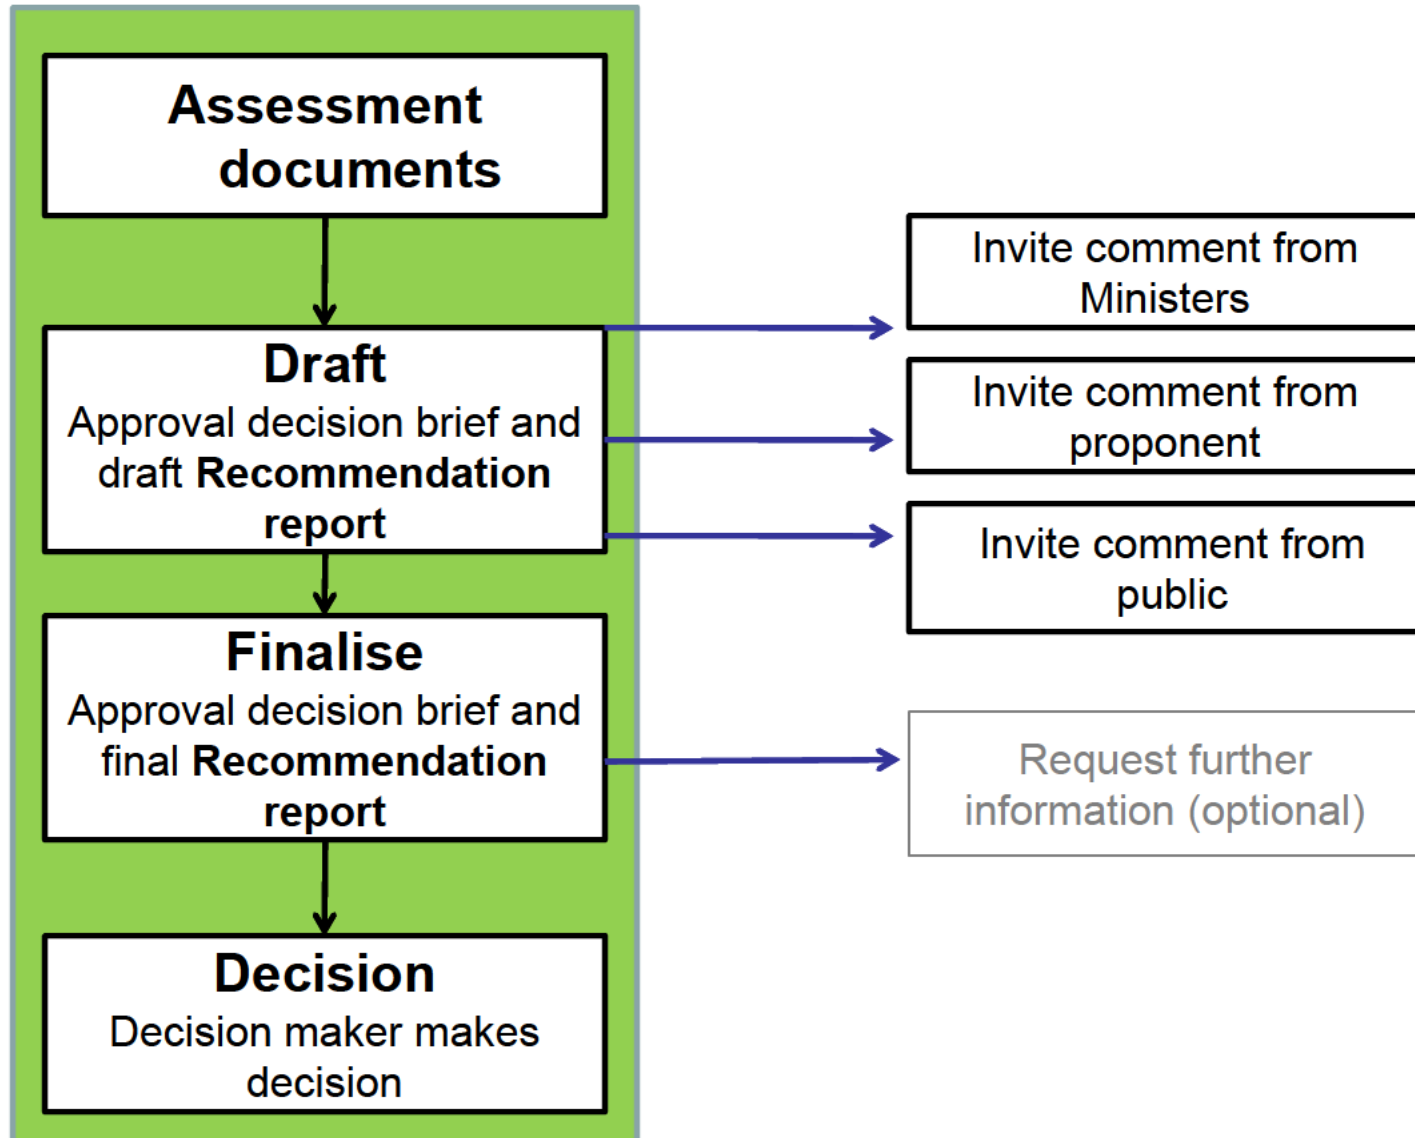 Assessment
documents
Draft
Approval decision brief and
draft Recommendation
report
Finalise
Approval decision brief and
final Recommendation
report
Decision
Decision maker makes
decision
Invite comment from
Ministers
Invite comment from
proponent
Invite comment from
public
Request further
information (optional)